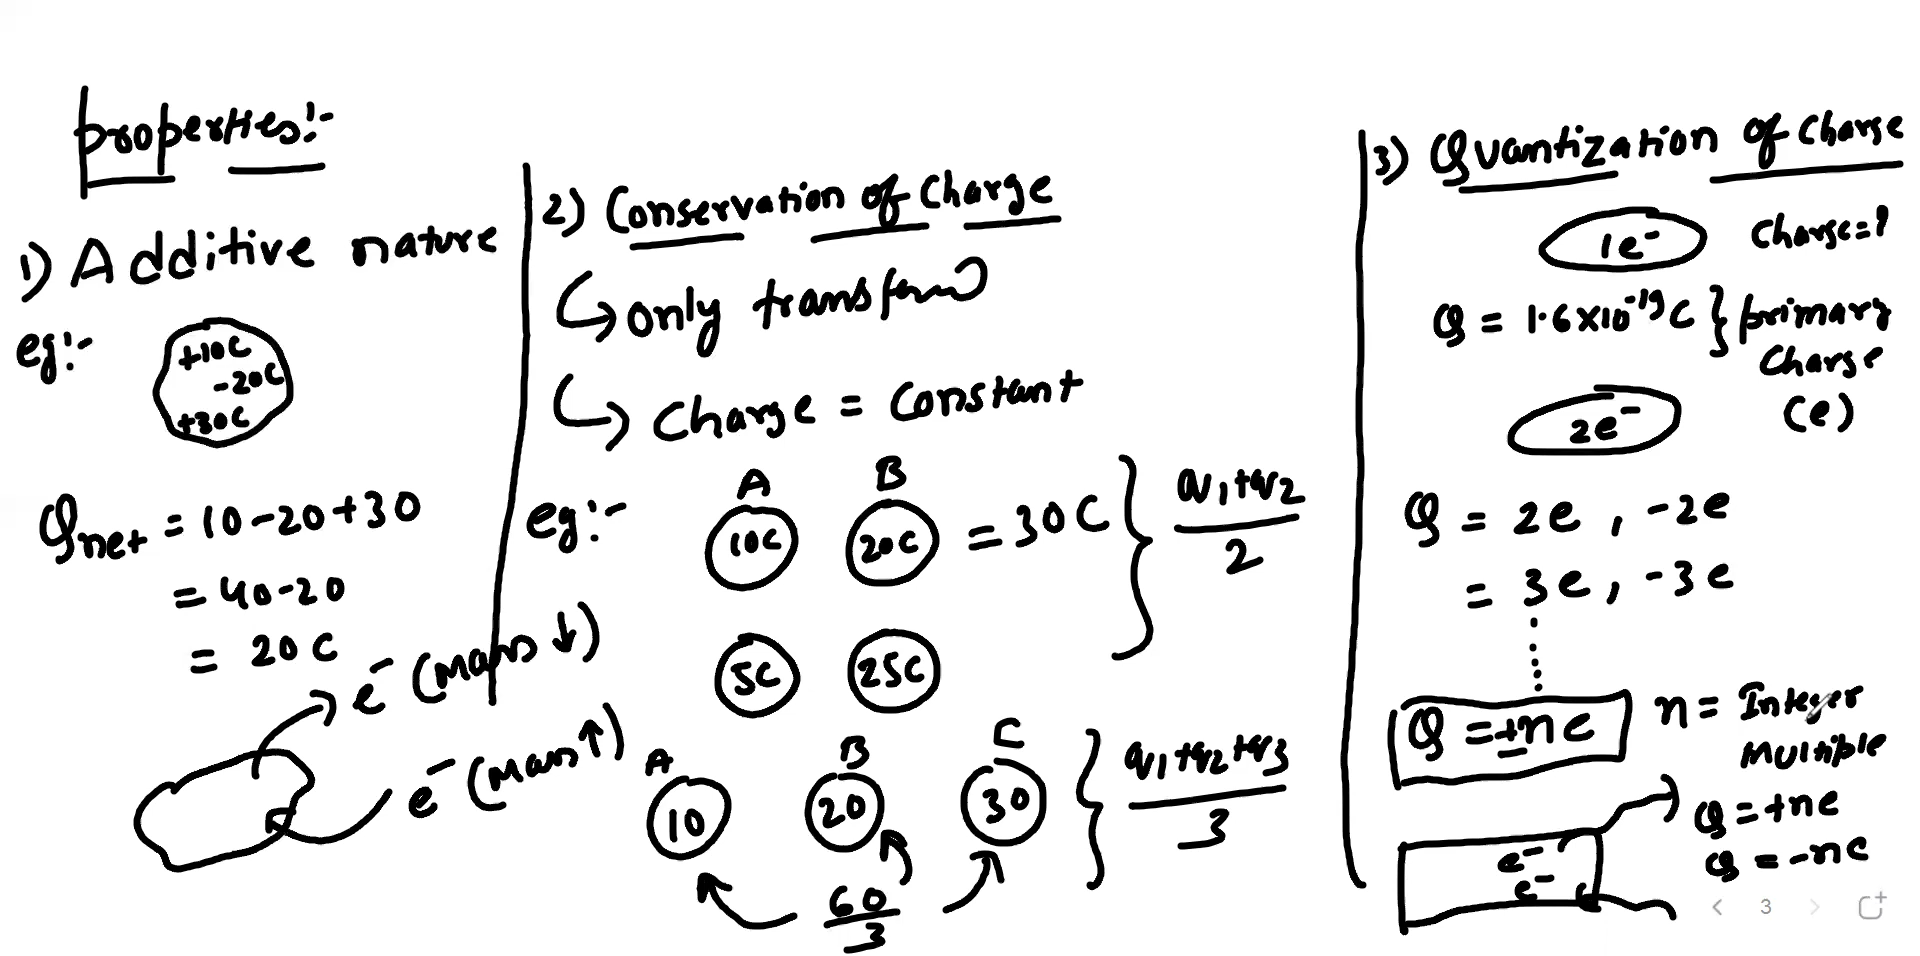 properties:-
1) Additive nature
eg:-
+10C
-20C
+30C
Qnet = 10-20+30
= 40-20
= 20C
e⁻ (Mass ↓)
e⁻ (Mass ↑)
2) Conservation of Charge
↳ only transfer
↳ Charge = Constant
eg:-
A B
10C 20C = 30C } q₁+q₂
2
5C 25C
A B C
10 20 30 } q₁+q₂+q₃
3
60
3
3) Quantization of Charge
1e⁻ Charge=?
Q = 1.6×10⁻¹⁹C } primary
Charge
(e)
2e⁻
Q = 2e , -2e
= 3e , -3e
Q = ±ne n = Integer
Multiple
Q = +ne
Q = -ne
e⁻
e⁻
3